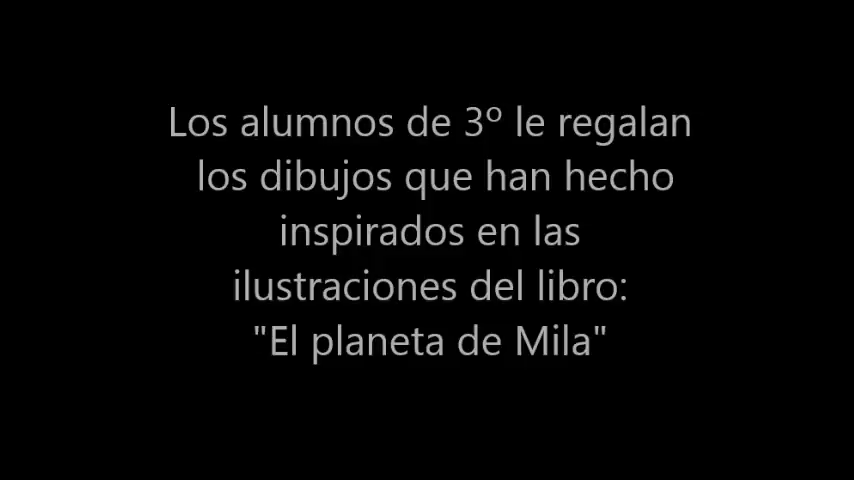 Los alumnos de 3º le regalan
los dibujos que han hecho
inspirados en las
ilustraciones del libro:
"El planeta de Mila"